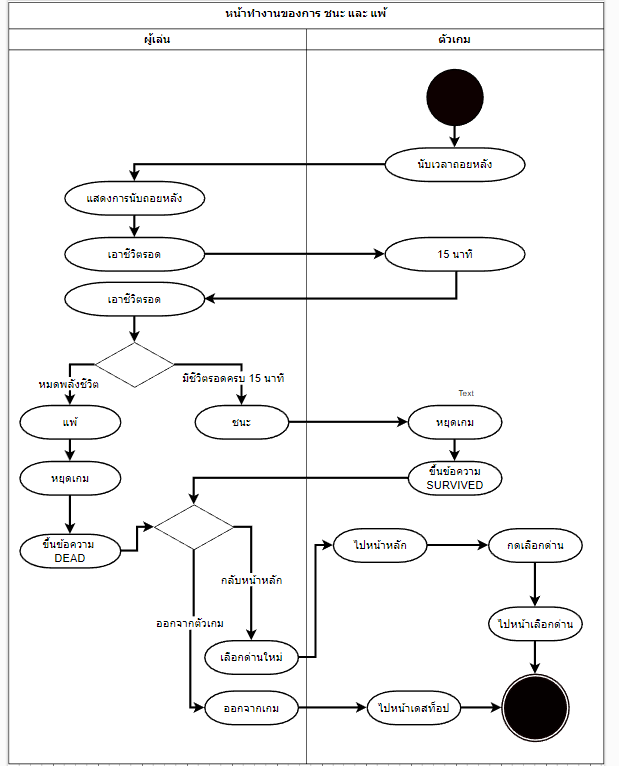 หน้าทำงานของการ ชนะ และ แพ้
ผู้เล่น
ตัวเกม
นับเวลาถอยหลัง
แสดงการนับถอยหลัง
เอาชีวิตรอด
15 นาที
เอาชีวิตรอด
หมดพลังชีวิต
มีชีวิตรอดครบ 15 นาที
Text
แพ้
ชนะ
หยุดเกม
หยุดเกม
ขึ้นข้อความ
SURVIVED
ขึ้นข้อความ
DEAD
ไปหน้าหลัก
กดเลือกด่าน
กลับหน้าหลัก
ออกจากตัวเกม
ไปหน้าเลือกด่าน
เลือกด่านใหม่
ออกจากเกม
ไปหน้าเดสท็อป